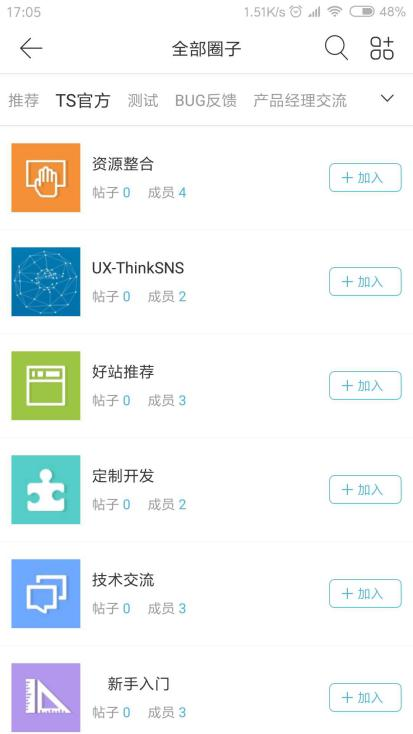 17:05 1.51K/s 48%
全部圈子
推荐 TS官方 测试 BUG反馈 产品经理交流
资源整合
帖子 0 成员 4
+ 加入
UX-ThinkSNS
帖子 0 成员 2
+ 加入
好站推荐
帖子 0 成员 3
+ 加入
定制开发
帖子 0 成员 2
+ 加入
技术交流
帖子 0 成员 3
+ 加入
新手入门
帖子 0 成员 3
+ 加入